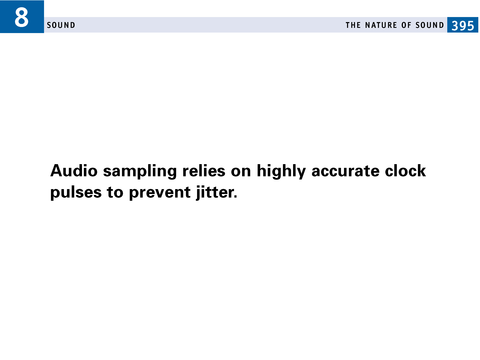 8
SOUND
THE NATURE OF SOUND 395
Audio sampling relies on highly accurate clock
pulses to prevent jitter.